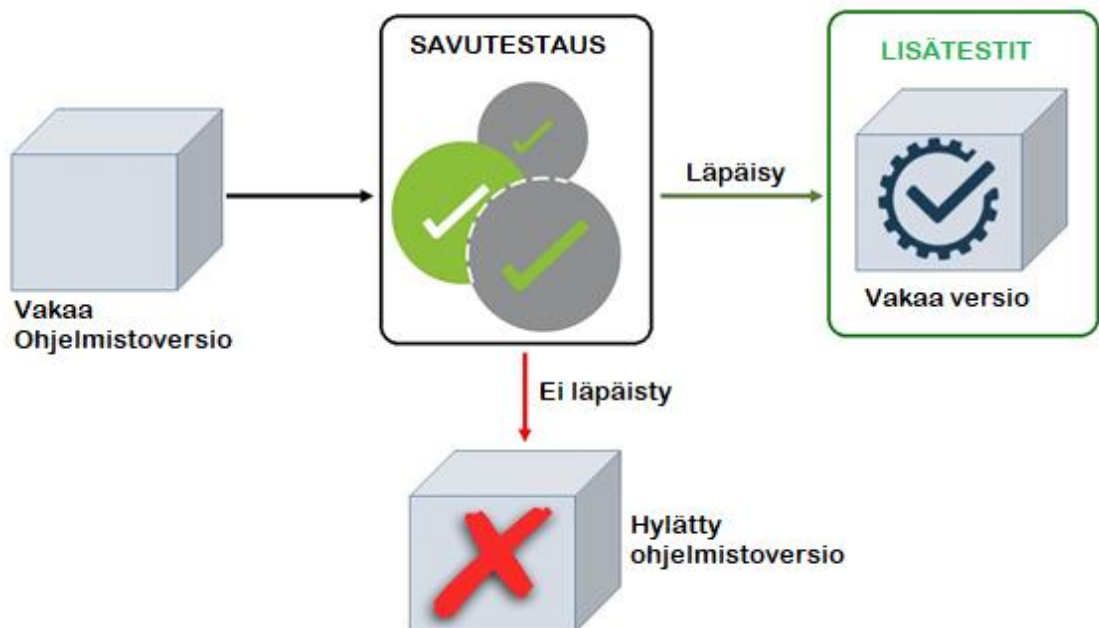 SAVUTESTAUS
LISÄTESTIT
Läpäisy
Vakaa
Ohjelmistoversio
Vakaa versio
Ei läpäisty
Hylätty
ohjelmistoversio